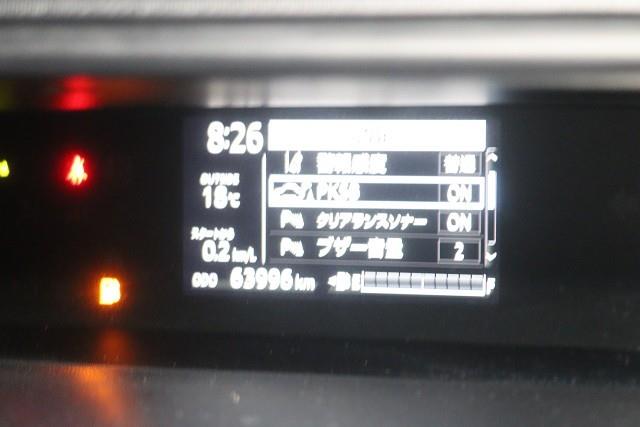 8:26
警報感度 普通
OUTSIDE
18℃
PKSB ON
クリアランスソナー ON
スタートから
0.2 km/L
ブザー音量 2
ODO 63996 km E F